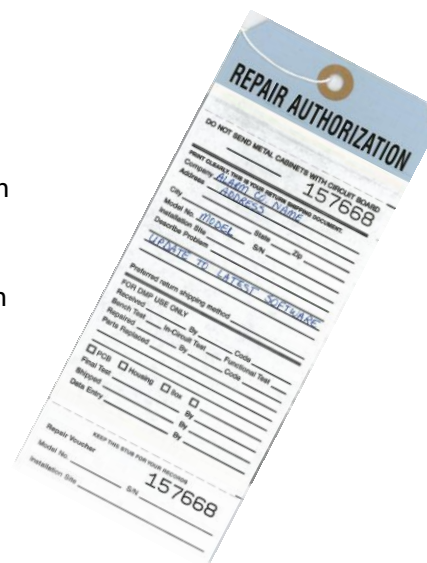 n
n
REPAIR AUTHORIZATION
DO NOT SEND METAL CABINETS WITH CIRCUIT BOARD
157668
PRINT CLEARLY. THIS IS YOUR RETURN SHIPPING DOCUMENT.
Company ALARM CO NAME
Address ADDRESS
City State Zip
Model No. MODEL S/N
Installation Site
Describe Problem
UPDATE TO LATEST SOFTWARE
Preferred return shipping method
FOR DMP USE ONLY
Received By Code
Bench Test In-Circuit Test Functional Test
Repaired By Code
Parts Replaced
PCB Housing Box
Final Test By
Shipped By
Data Entry By
By
KEEP THIS STUB FOR YOUR RECORDS
Repair Voucher 157668
Model No. S/N
Installation Site